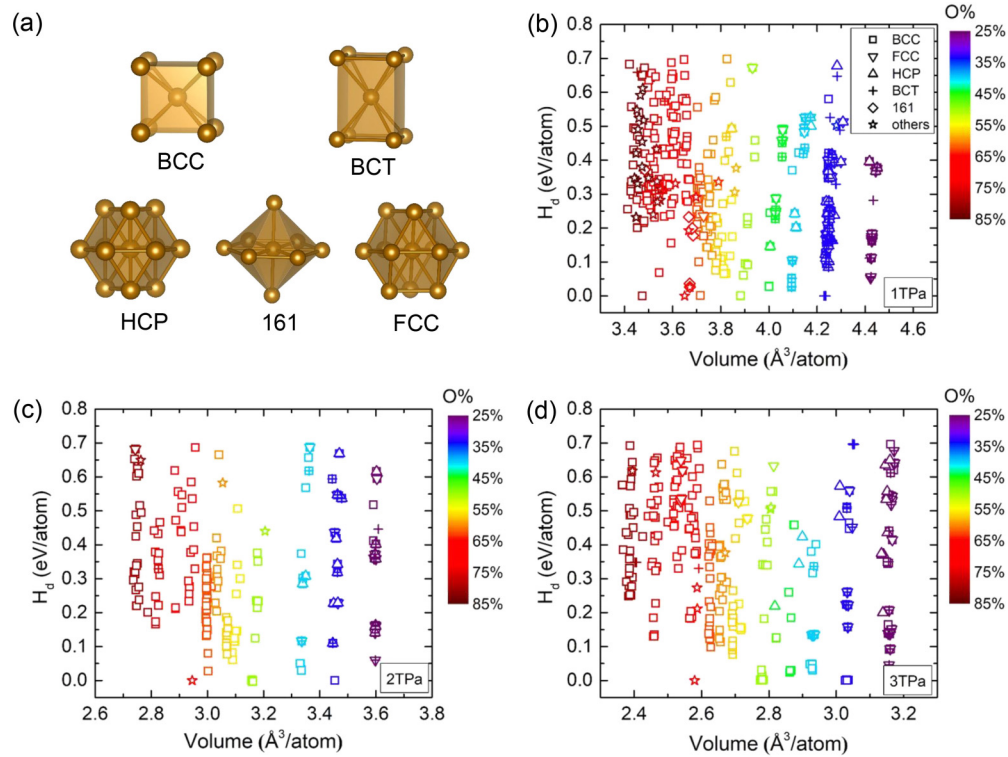 (a)
BCC
BCT
HCP
161
FCC
(b)
H_d (eV/atom)
0.8
0.7
0.6
0.5
0.4
0.3
0.2
0.1
0.0
3.4 3.6 3.8 4.0 4.2 4.4 4.6
Volume (Å³/atom)
BCC
FCC
HCP
BCT
161
others
1TPa
O%
25%
35%
45%
55%
65%
75%
85%
(c)
H_d (eV/atom)
0.8
0.7
0.6
0.5
0.4
0.3
0.2
0.1
0.0
2.6 2.8 3.0 3.2 3.4 3.6 3.8
Volume (Å³/atom)
2TPa
O%
25%
35%
45%
55%
65%
75%
85%
(d)
H_d (eV/atom)
0.8
0.7
0.6
0.5
0.4
0.3
0.2
0.1
0.0
2.4 2.6 2.8 3.0 3.2
Volume (Å³/atom)
3TPa
O%
25%
35%
45%
55%
65%
75%
85%